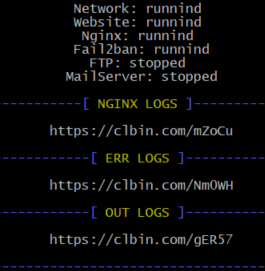 Network: runnind
Website: runnind
Nginx: runnind
Fail2ban: runnind
FTP: stopped
MailServer: stopped
-----------[ NGINX LOGS ]-----------
https://clbin.com/mZoCu
------------[ ERR LOGS ]------------
https://clbin.com/NmOWH
------------[ OUT LOGS ]------------
https://clbin.com/gER57